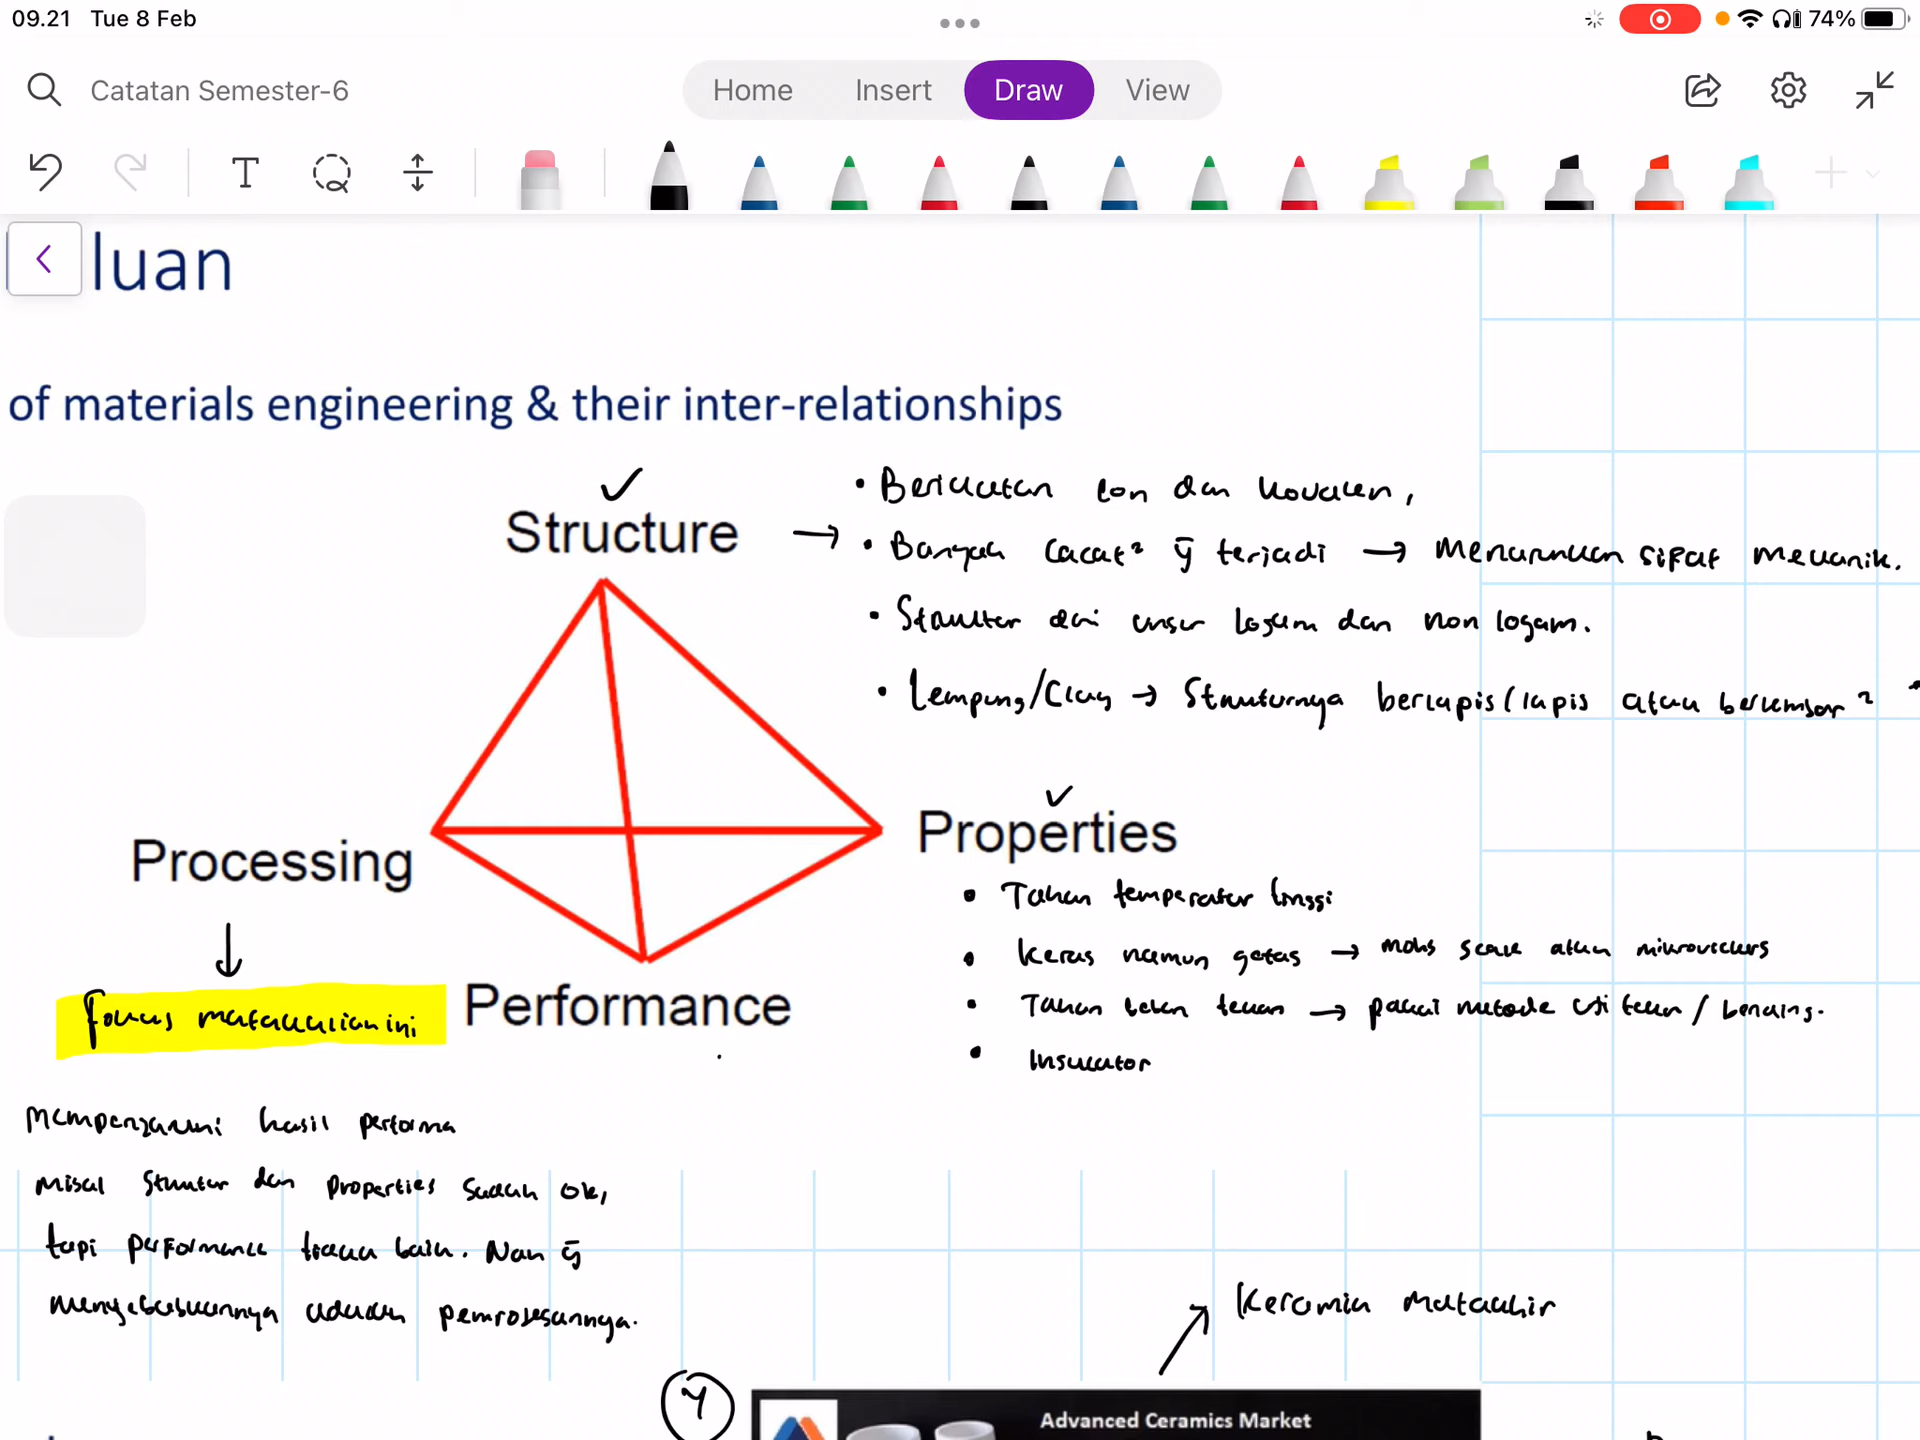 09.21 Tue 8 Feb
74%
Catatan Semester-6
Home Insert Draw View
T
luan
of materials engineering & their inter-relationships
Structure
• Berikatan ion dan kovalen,
→ • Banyak cacat² yg terjadi → Menurunkan sifat mekanik.
• Struktur dari unsur logam dan non logam.
• Lempung/Clay → Strukturnya berlapis/lapis atau berlembar²
Properties
• Tahan temperatur tinggi
• Keras namun getas → mohs scale atau mikrovickers
• Tahan beban tekan → pakai metode uji tekan / bending.
• Insulator
Processing
↓
fokus matakuliah ini
Performance
Mempengaruhi hasil performa
misal struktur dan properties sudah ok,
tapi performance tidak baik. Nah yg
menyebabkannya adalah pemrosesannya.
Keramik mutakhir
Advanced Ceramics Market